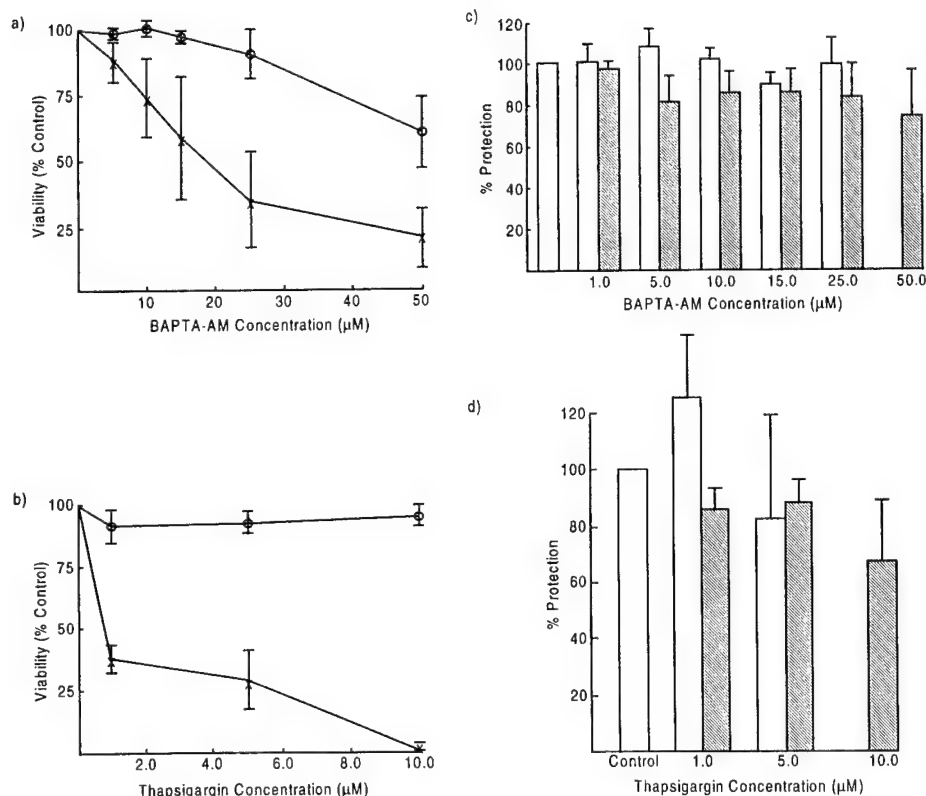 a)
Viability (% Control)
100
75
50
25
10 20 30 40 50
BAPTA-AM Concentration (µM)
b)
Viability (% Control)
100
75
50
25
2.0 4.0 6.0 8.0 10.0
Thapsigargin Concentration (µM)
c)
% Protection
120
100
80
60
40
20
1.0 5.0 10.0 15.0 25.0 50.0
BAPTA-AM Concentration (µM)
d)
% Protection
120
100
80
60
40
20
Control 1.0 5.0 10.0
Thapsigargin Concentration (µM)